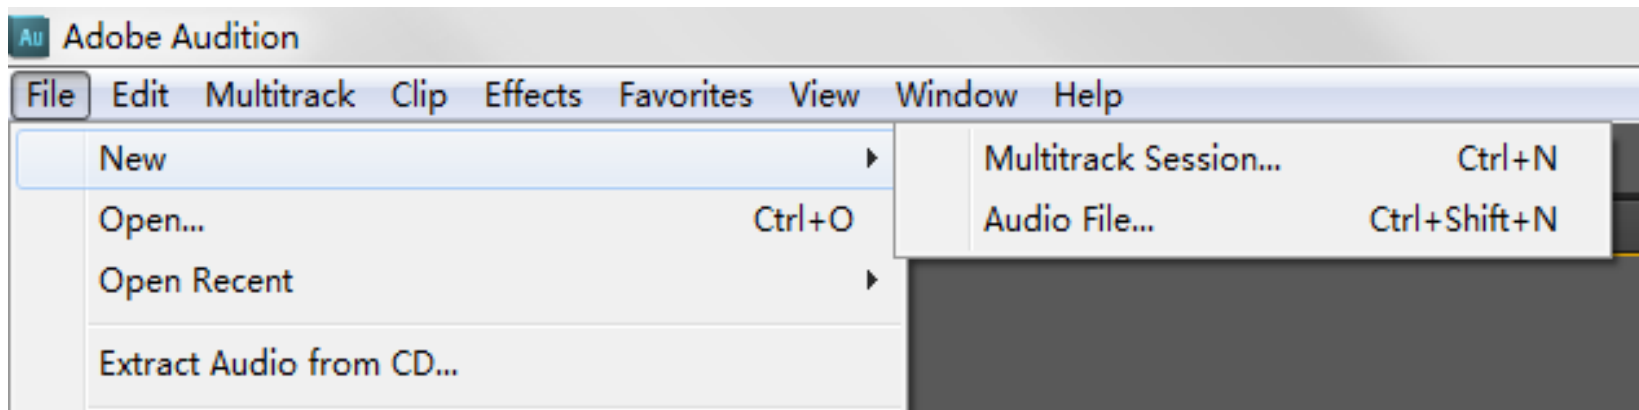 Au Adobe Audition
File Edit Multitrack Clip Effects Favorites View Window Help
New Multitrack Session... Ctrl+N
Open... Ctrl+O Audio File... Ctrl+Shift+N
Open Recent
Extract Audio from CD...